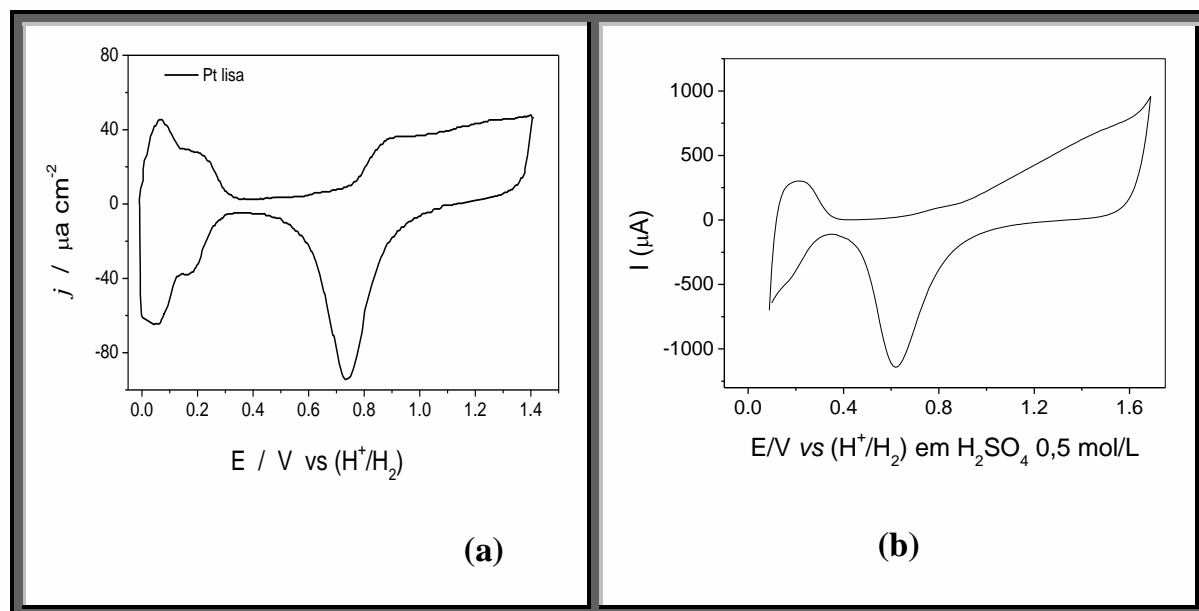 80
40
0
-40
-80
Pt lisa
j / μa cm-2
0.0 0.2 0.4 0.6 0.8 1.0 1.2 1.4
E / V vs (H+/H2)
(a)
1000
500
0
-500
-1000
I (μA)
0.0 0.4 0.8 1.2 1.6
E/V vs (H+/H2) em H2SO4 0,5 mol/L
(b)